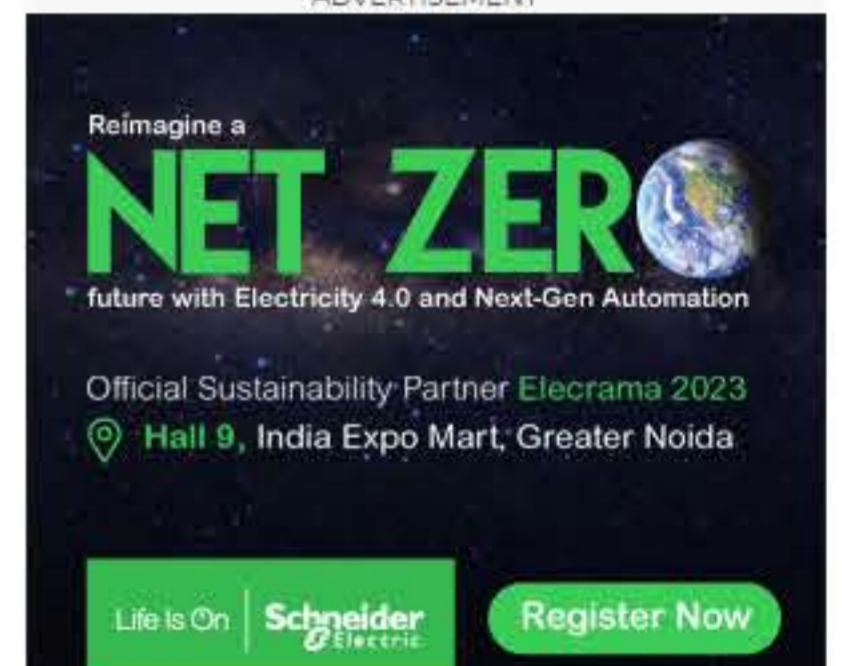 ADVERTISEMENT
Reimagine a
NET ZERO
future with Electricity 4.0 and Next-Gen Automation
Official Sustainability Partner Elecrama 2023
Hall 9, India Expo Mart, Greater Noida
Life Is On | Schneider
Electric
Register Now